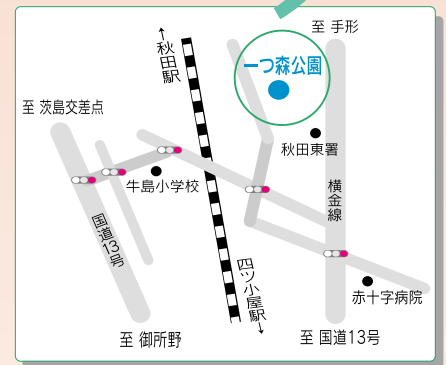 至 手形
←秋田駅
一つ森公園
至 茨島交差点
秋田東署
牛島小学校
横金線
国道13号
四ツ小屋駅→
赤十字病院
至 御所野
至 国道13号